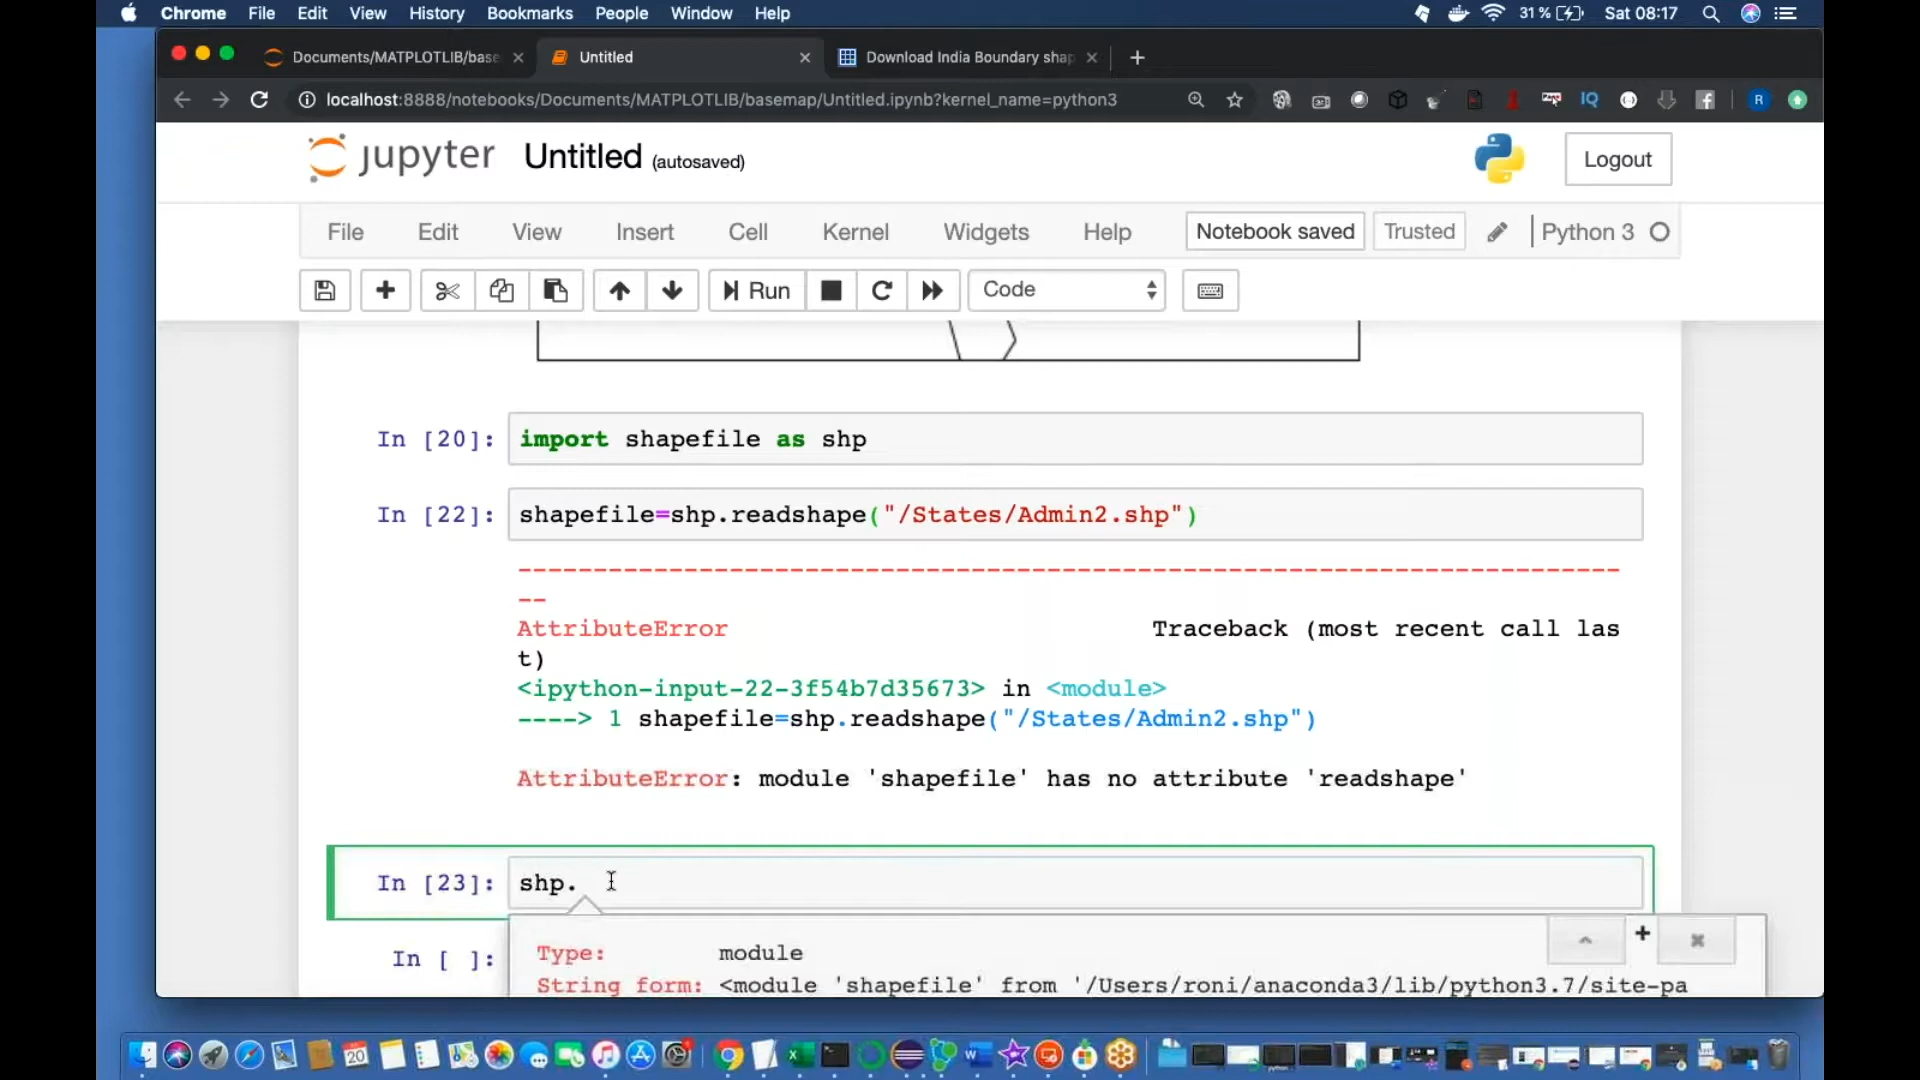 Chrome File Edit View History Bookmarks People Window Help 31% Sat 08:17
Documents/MATPLOTLIB/base Untitled Download India Boundary shap
localhost:8888/notebooks/Documents/MATPLOTLIB/basemap/Untitled.ipynb?kernel_name=python3 IQ R
jupyter Untitled (autosaved) Logout
File Edit View Insert Cell Kernel Widgets Help Notebook saved Trusted Python 3
Run Code
In [20]: import shapefile as shp
In [22]: shapefile=shp.readshape("/States/Admin2.shp")
---------------------------------------------------------------------------
--
AttributeError Traceback (most recent call las
t)
<ipython-input-22-3f54b7d35673> in <module>
----> 1 shapefile=shp.readshape("/States/Admin2.shp")
AttributeError: module 'shapefile' has no attribute 'readshape'
In [23]: shp.
Type: module
In [ ]:
String form: <module 'shapefile' from '/Users/roni/anaconda3/lib/python3.7/site-pa
20